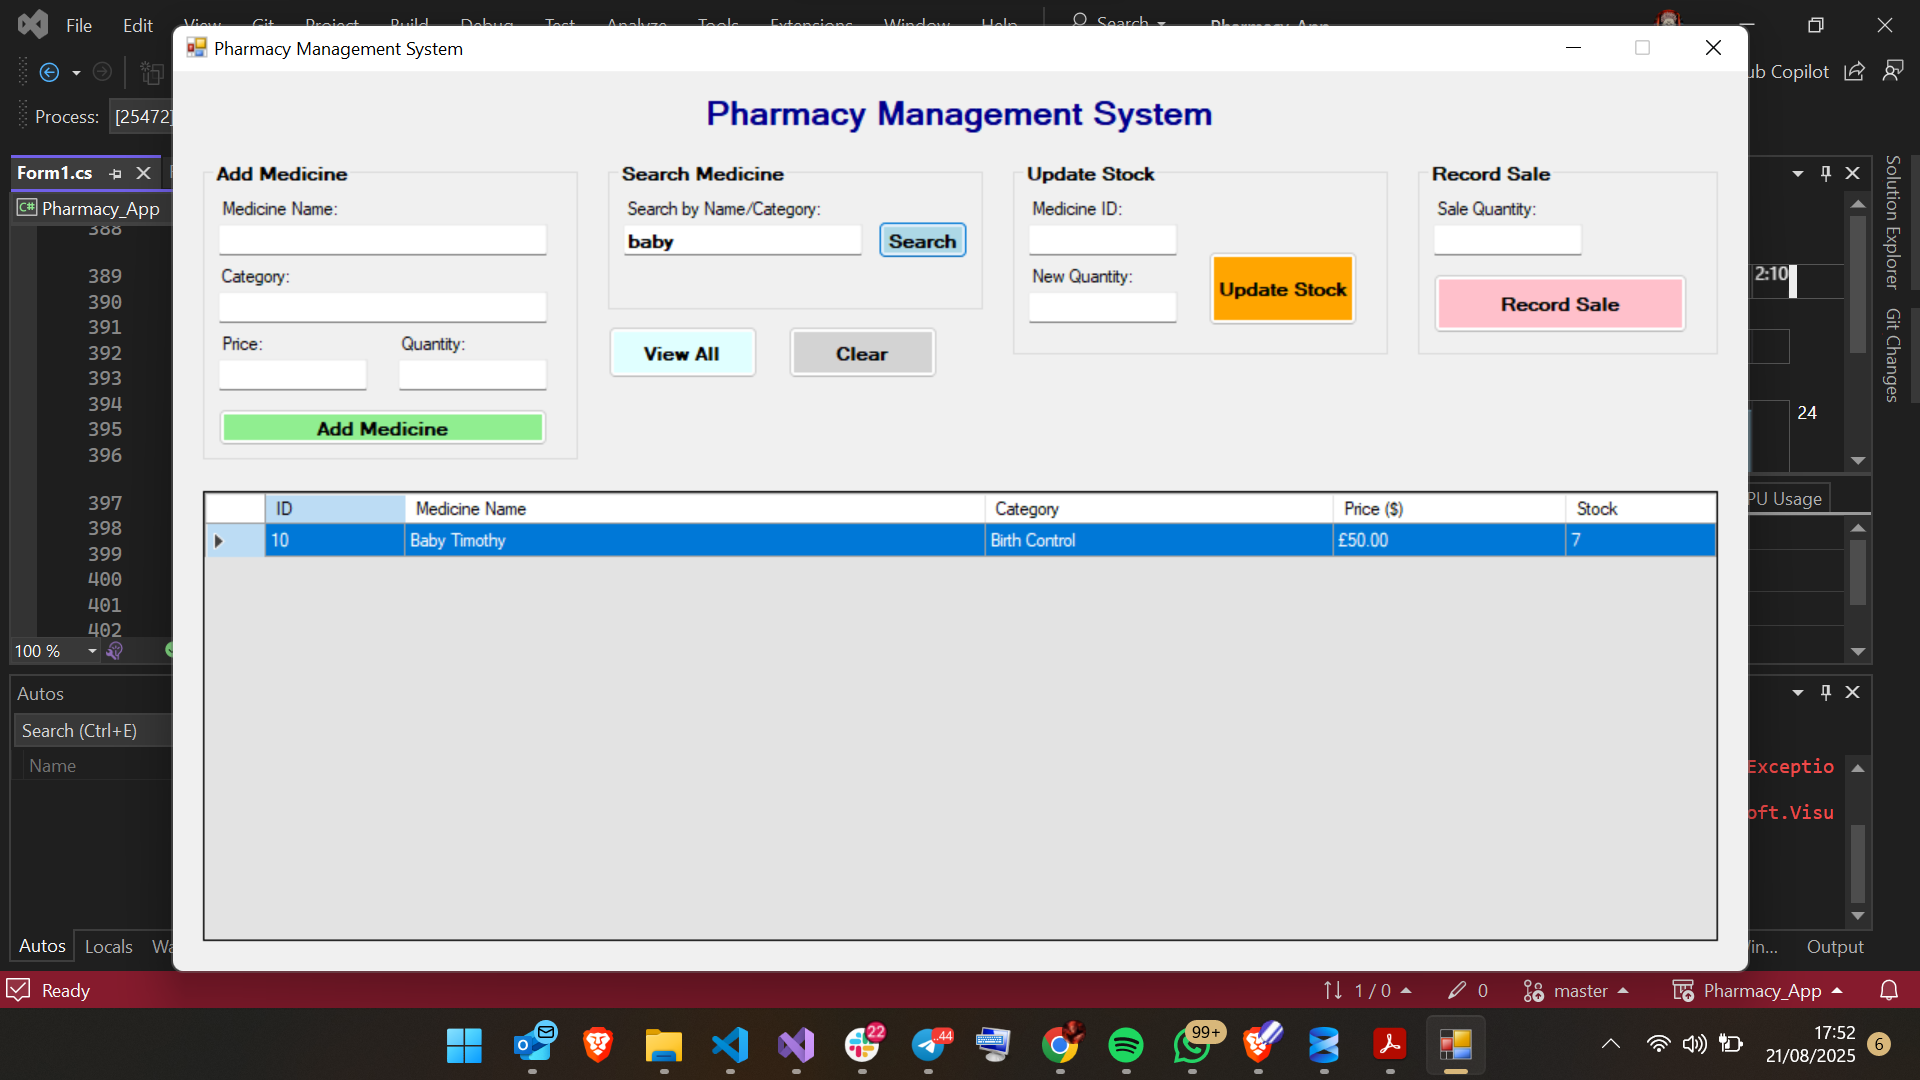 File Edit View Git Project Build Debug Test Analyze Tools Extensions Window Help Search Pharmacy_App
Pharmacy Management System
ub Copilot
Process: [25472]
Pharmacy Management System
Form1.cs
Pharmacy_App
Add Medicine
Medicine Name:
Category:
Price: Quantity:
Add Medicine
Search Medicine
Search by Name/Category:
baby Search
View All Clear
Update Stock
Medicine ID:
New Quantity:
Update Stock
Record Sale
Sale Quantity:
Record Sale
ID Medicine Name Category Price ($) Stock
10 Baby Timothy Birth Control £50.00 7
388
389
390
391
392
393
394
395
396
397
398
399
400
401
402
100 %
Autos
Search (Ctrl+E)
Name
Autos Locals Wa
2:10
24
PU Usage
Exceptio
oft.Visu
in... Output
Solution Explorer
Git Changes
Ready 1 / 0 0 master Pharmacy_App
22 ..44 99+
17:52
21/08/2025 6